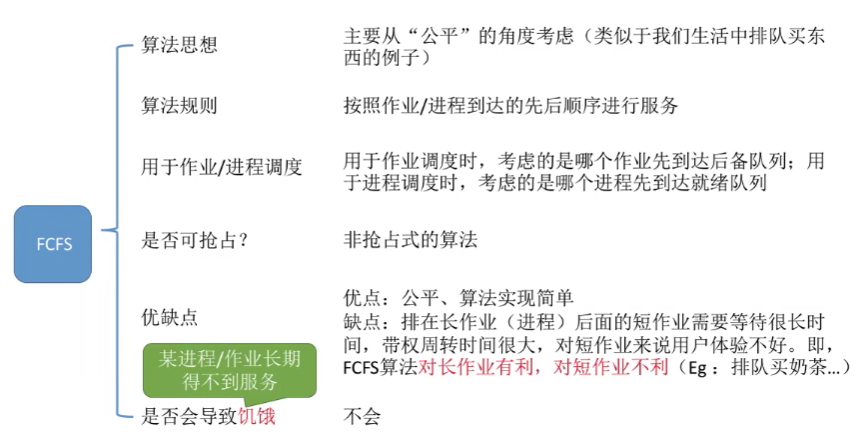 FCFS
算法思想
主要从“公平”的角度考虑（类似于我们生活中排队买东
西的例子）
算法规则
按照作业/进程到达的先后顺序进行服务
用于作业/进程调度
用于作业调度时，考虑的是哪个作业先到达后备队列；用
于进程调度时，考虑的是哪个进程先到达就绪队列
是否可抢占？
非抢占式的算法
优缺点
优点：公平、算法实现简单
缺点：排在长作业（进程）后面的短作业需要等待很长时
间，带权周转时间很大，对短作业来说用户体验不好。即，
FCFS算法对长作业有利，对短作业不利（Eg：排队买奶茶…）
某进程/作业长期
得不到服务
是否会导致饥饿
不会